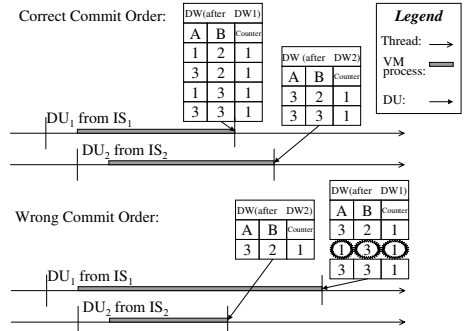 Correct Commit Order:
DW(after DW1)
A B Counter
1 2 1
3 2 1
1 3 1
3 3 1
DW (after DW2)
A B Counter
3 2 1
3 3 1
Legend
Thread:
VM
process:
DU:
DU1 from IS1
DU2 from IS2
Wrong Commit Order:
DW(after DW2)
A B Counter
3 2 1
DW(after DW1)
A B Counter
3 2 1
1 3 1
3 3 1
DU1 from IS1
DU2 from IS2